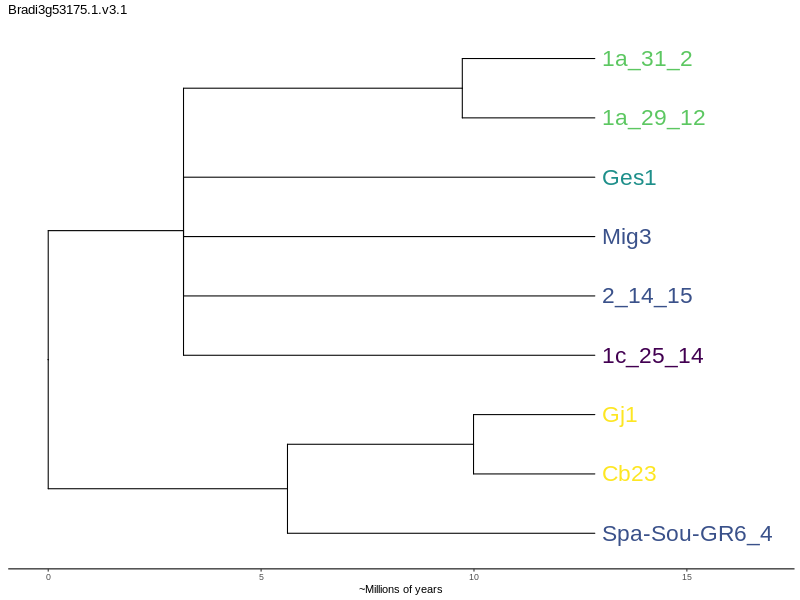 Bradi3g53175.1.v3.1
1a_31_2
1a_29_12
Ges1
Mig3
2_14_15
1c_25_14
Gj1
Cb23
Spa-Sou-GR6_4
0 5 10 15
~Millions of years